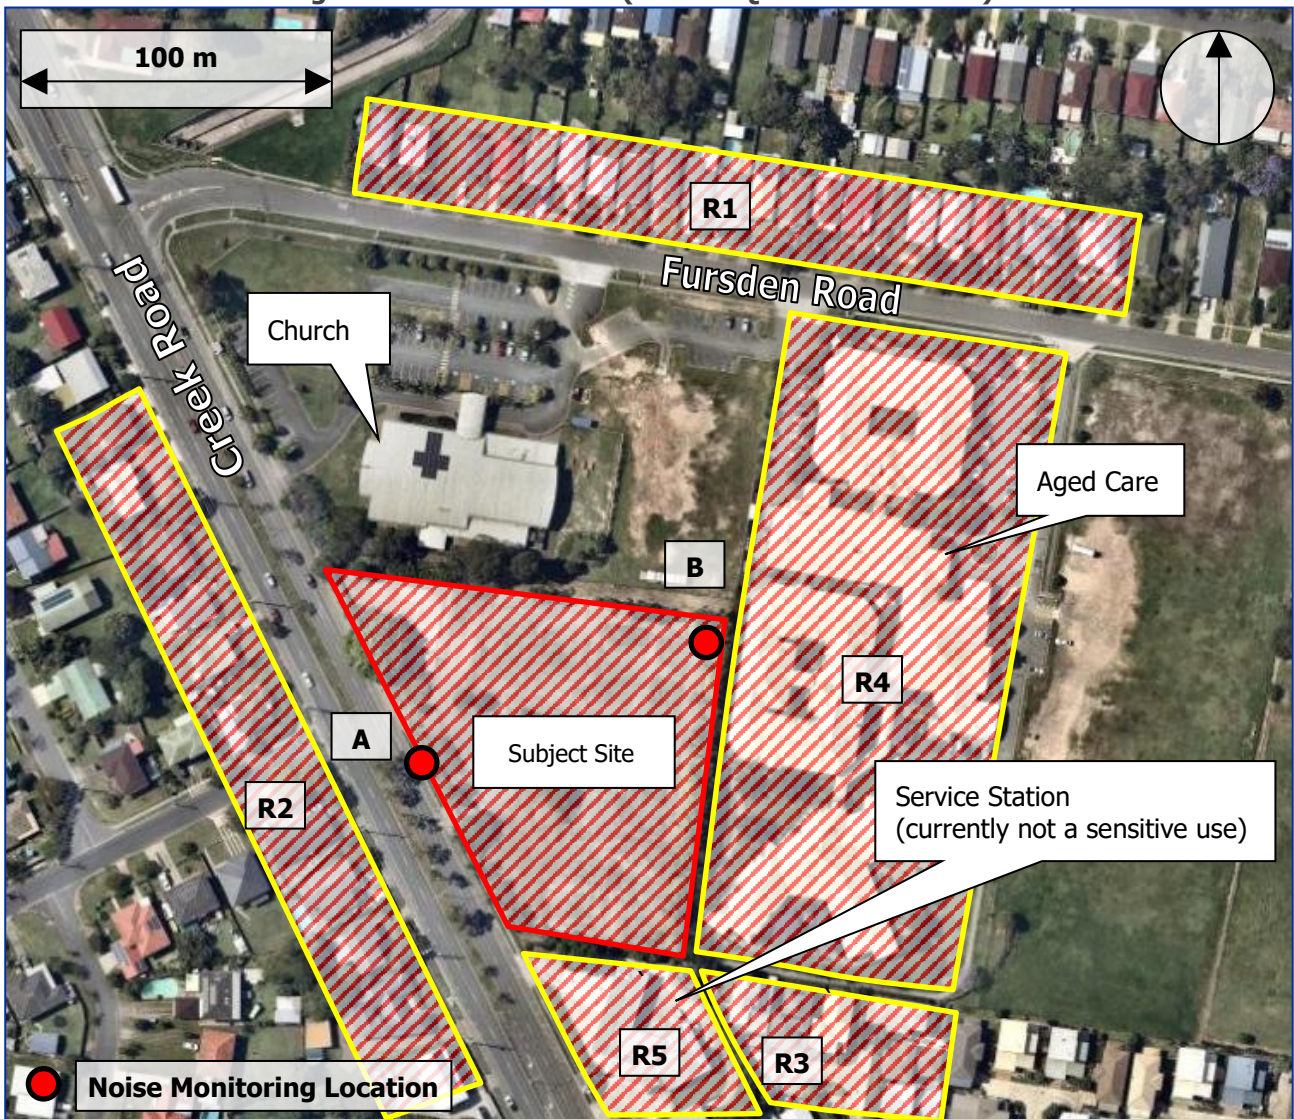 100 m
R1
Fursden Road
Creek Road
Church
Aged Care
B
R4
A
Subject Site
Service Station
(currently not a sensitive use)
R2
R5
R3
Noise Monitoring Location